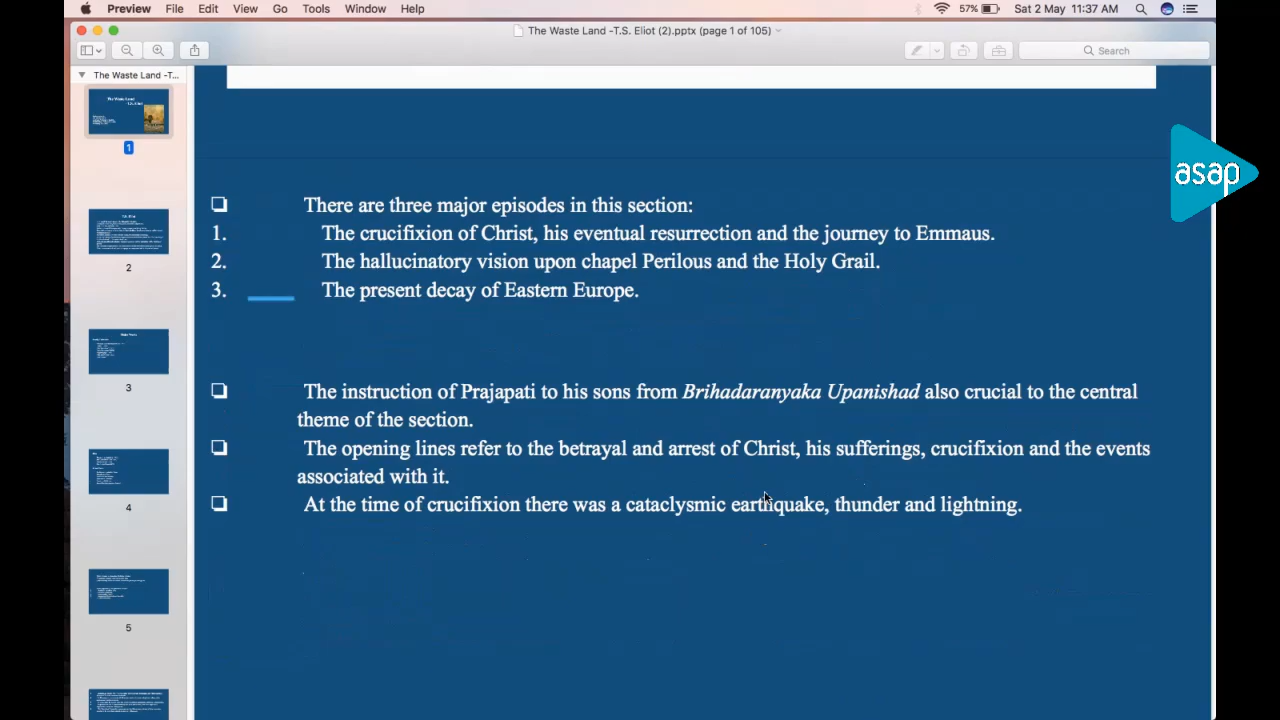 Preview File Edit View Go Tools Window Help 57% Sat 2 May 11:37 AM
The Waste Land -T.S. Eliot (2).pptx (page 1 of 105)
Search
The Waste Land -T...
1
2
3
4
5
asap
❑ There are three major episodes in this section:
1. The crucifixion of Christ, his eventual resurrection and the journey to Emmaus.
2. The hallucinatory vision upon chapel Perilous and the Holy Grail.
3. The present decay of Eastern Europe.
❑ The instruction of Prajapati to his sons from Brihadaranyaka Upanishad also crucial to the central
theme of the section.
❑ The opening lines refer to the betrayal and arrest of Christ, his sufferings, crucifixion and the events
associated with it.
❑ At the time of crucifixion there was a cataclysmic earthquake, thunder and lightning.